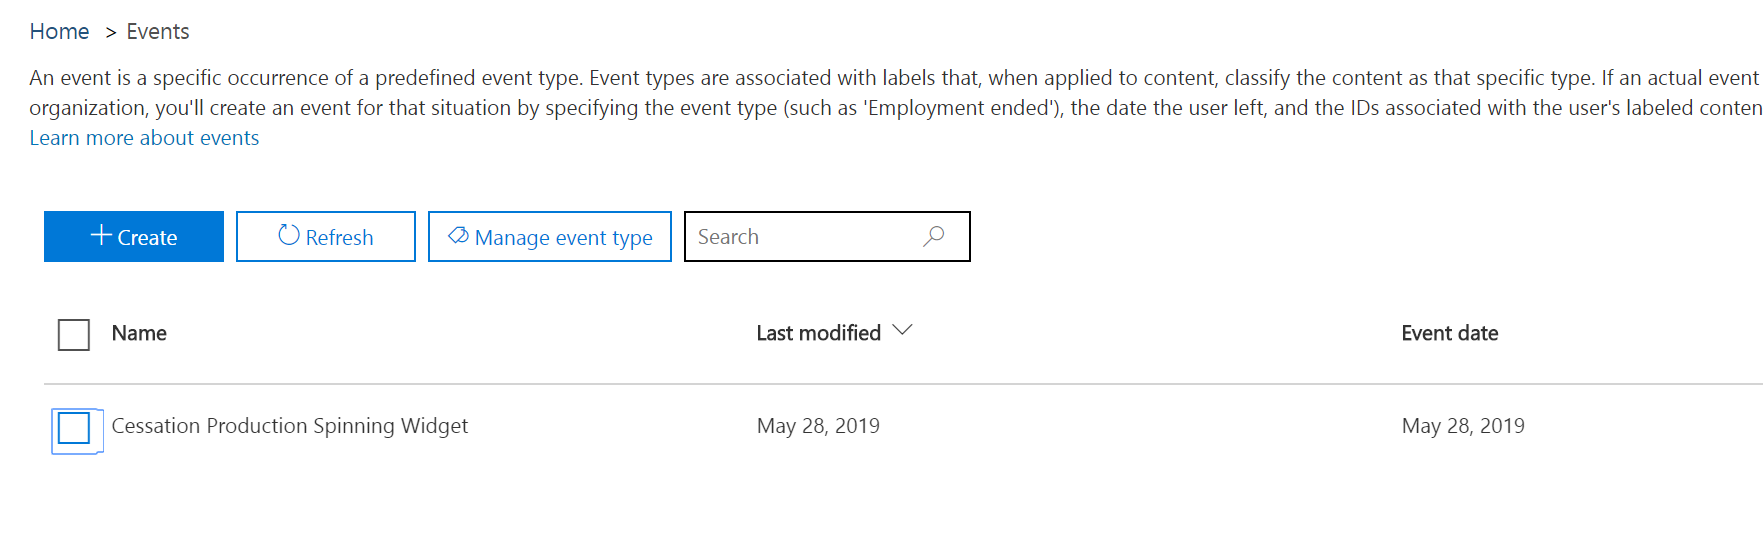 Home > Events
An event is a specific occurrence of a predefined event type. Event types are associated with labels that, when applied to content, classify the content as that specific type. If an actual event
organization, you'll create an event for that situation by specifying the event type (such as 'Employment ended'), the date the user left, and the IDs associated with the user's labeled conten
Learn more about events
Create Refresh Manage event type Search
Name Last modified Event date
Cessation Production Spinning Widget May 28, 2019 May 28, 2019